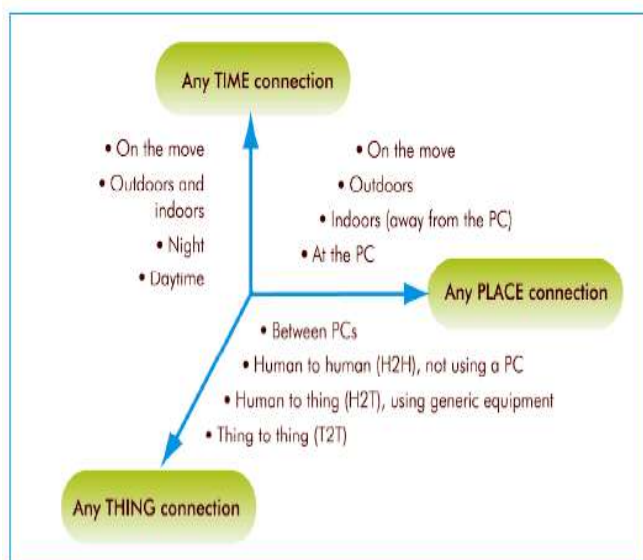 Any TIME connection
• On the move
• Outdoors and
indoors
• Night
• Daytime
• On the move
• Outdoors
• Indoors (away from the PC)
• At the PC
Any PLACE connection
• Between PCs
• Human to human (H2H), not using a PC
• Human to thing (H2T), using generic equipment
• Thing to thing (T2T)
Any THING connection